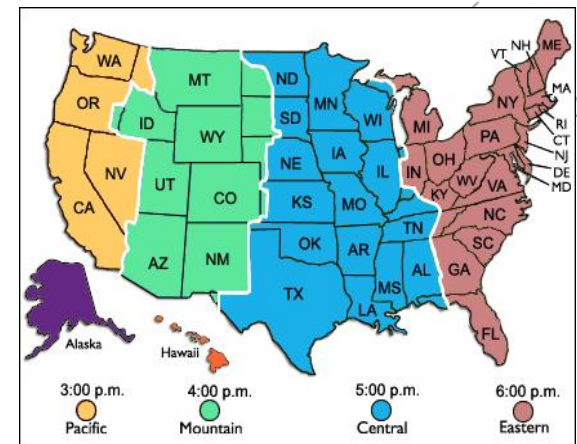 WA
OR
CA
NV
ID
MT
WY
UT
CO
AZ
NM
ND
SD
NE
KS
OK
TX
MN
IA
MO
AR
LA
WI
IL
MS
AL
TN
MI
IN
OH
KY
WV
VA
NC
SC
GA
FL
PA
NY
VT
NH
ME
MA
RI
CT
NJ
DE
MD
Alaska
Hawaii
3:00 p.m.
4:00 p.m.
5:00 p.m.
6:00 p.m.
Pacific
Mountain
Central
Eastern